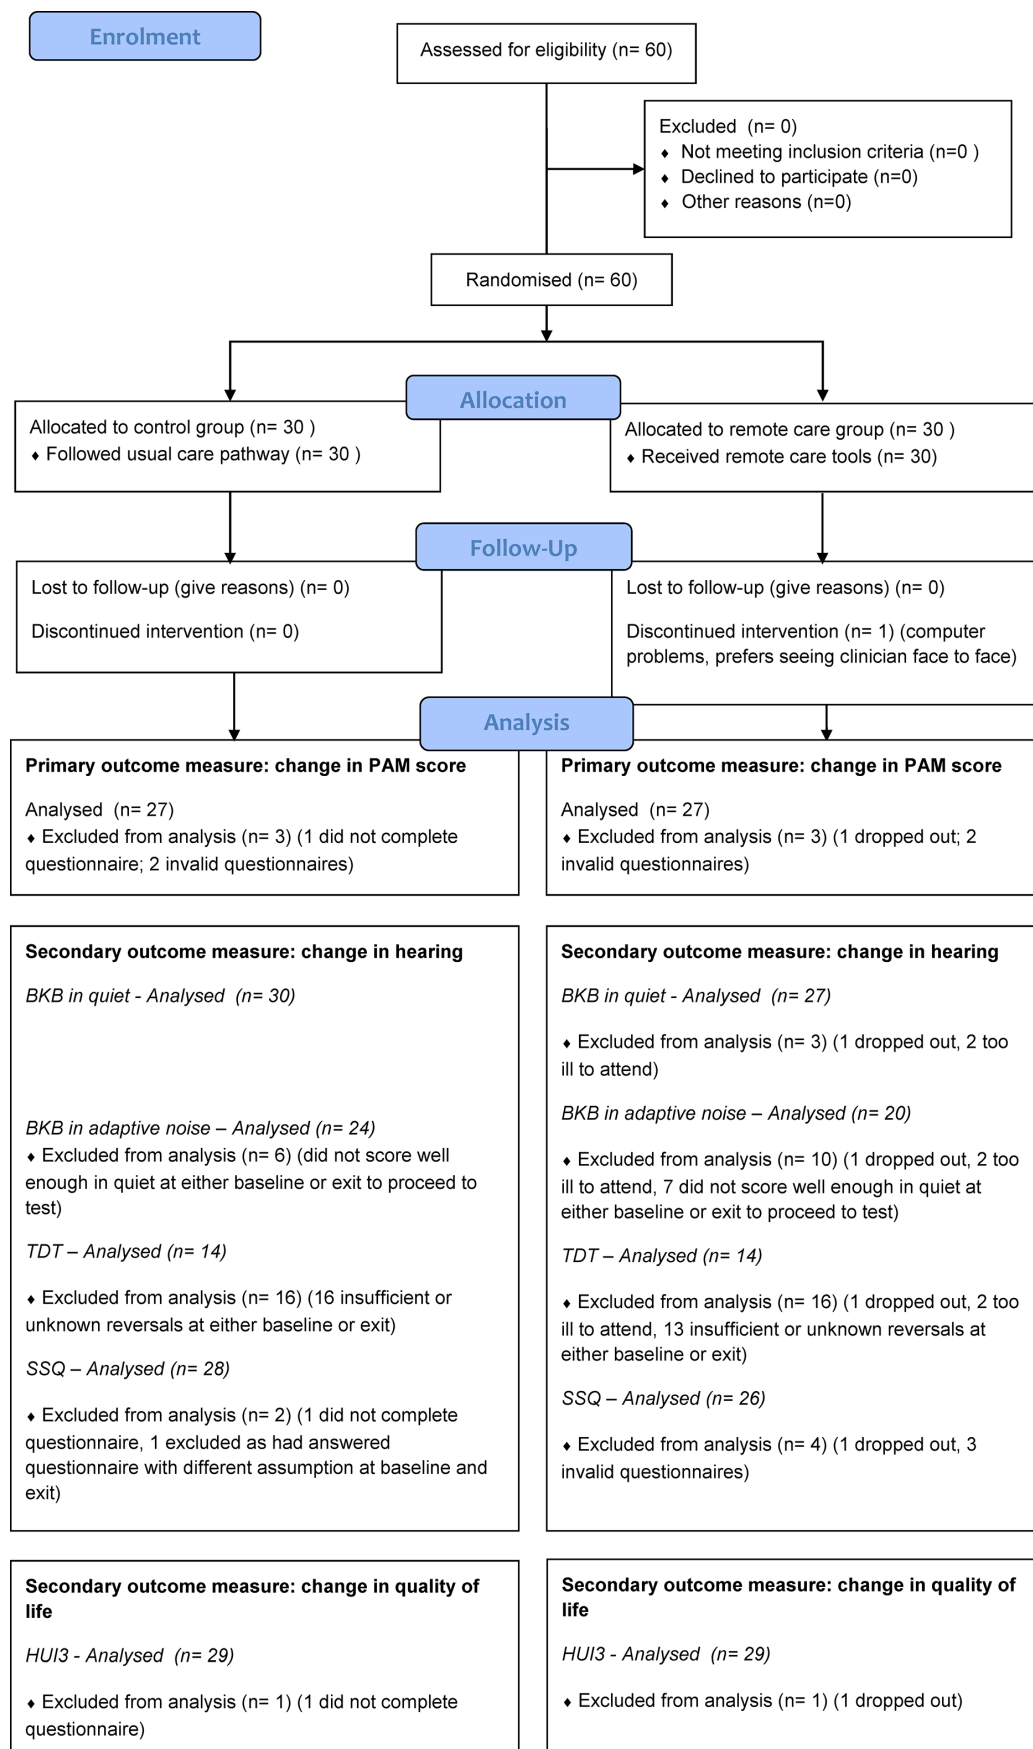 Enrolment
Assessed for eligibility (n= 60)
Excluded (n= 0)
♦ Not meeting inclusion criteria (n=0 )
♦ Declined to participate (n=0)
♦ Other reasons (n=0)
Randomised (n= 60)
Allocation
Allocated to control group (n= 30 )
♦ Followed usual care pathway (n= 30 )
Allocated to remote care group (n= 30 )
♦ Received remote care tools (n= 30)
Follow-Up
Lost to follow-up (give reasons) (n= 0)
Discontinued intervention (n= 0)
Lost to follow-up (give reasons) (n= 0)
Discontinued intervention (n= 1) (computer
problems, prefers seeing clinician face to face)
Analysis
Primary outcome measure: change in PAM score
Analysed (n= 27)
♦ Excluded from analysis (n= 3) (1 did not complete
questionnaire; 2 invalid questionnaires)
Primary outcome measure: change in PAM score
Analysed (n= 27)
♦ Excluded from analysis (n= 3) (1 dropped out; 2
invalid questionnaires)
Secondary outcome measure: change in hearing
BKB in quiet - Analysed (n= 30)
BKB in adaptive noise – Analysed (n= 24)
♦ Excluded from analysis (n= 6) (did not score well
enough in quiet at either baseline or exit to proceed to
test)
TDT – Analysed (n= 14)
♦ Excluded from analysis (n= 16) (16 insufficient or
unknown reversals at either baseline or exit)
SSQ – Analysed (n= 28)
♦ Excluded from analysis (n= 2) (1 did not complete
questionnaire, 1 excluded as had answered
questionnaire with different assumption at baseline and
exit)
Secondary outcome measure: change in hearing
BKB in quiet - Analysed (n= 27)
♦ Excluded from analysis (n= 3) (1 dropped out, 2 too
ill to attend)
BKB in adaptive noise – Analysed (n= 20)
♦ Excluded from analysis (n= 10) (1 dropped out, 2 too
ill to attend, 7 did not score well enough in quiet at
either baseline or exit to proceed to test)
TDT – Analysed (n= 14)
♦ Excluded from analysis (n= 16) (1 dropped out, 2 too
ill to attend, 13 insufficient or unknown reversals at
either baseline or exit)
SSQ – Analysed (n= 26)
♦ Excluded from analysis (n= 4) (1 dropped out, 3
invalid questionnaires)
Secondary outcome measure: change in quality of
life
HUI3 - Analysed (n= 29)
♦ Excluded from analysis (n= 1) (1 did not complete
questionnaire)
Secondary outcome measure: change in quality of
life
HUI3 - Analysed (n= 29)
♦ Excluded from analysis (n= 1) (1 dropped out)